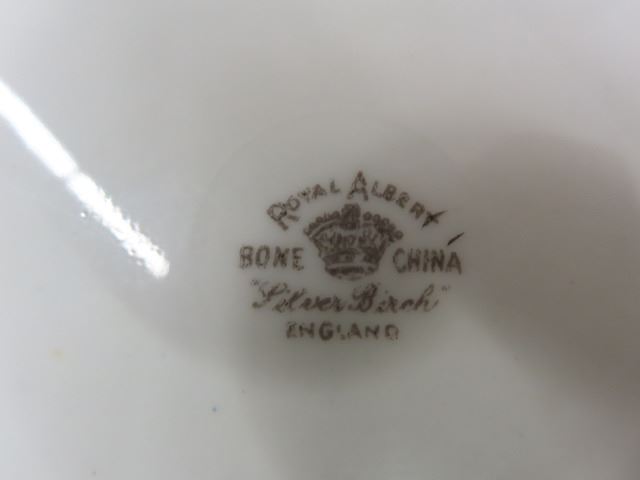 ROYAL ALBERT
BONE CHINA
"Silver Birch"
ENGLAND